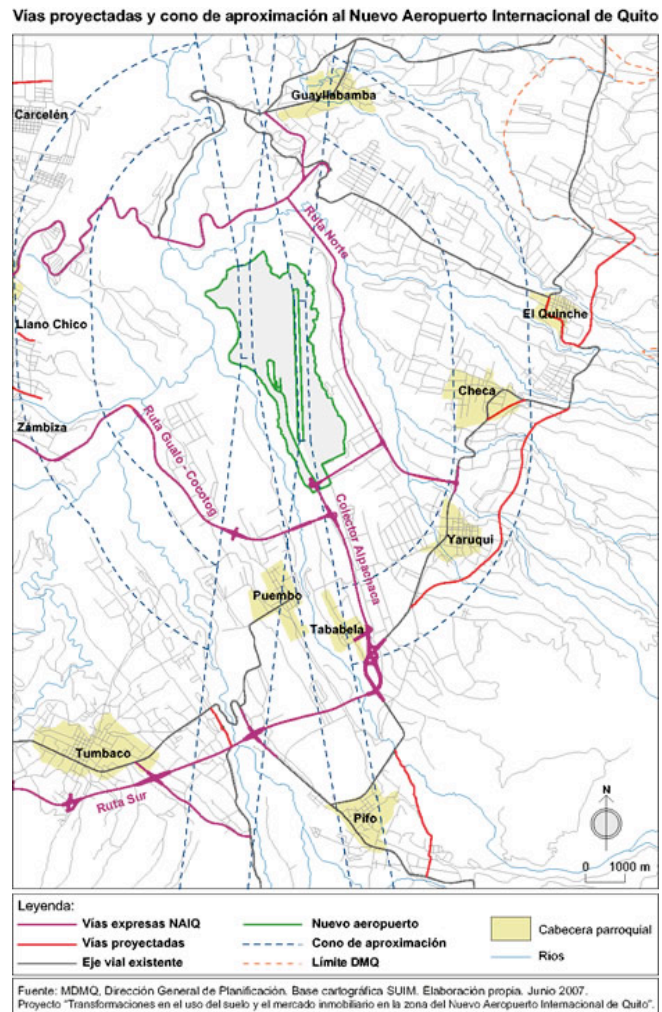 Vías proyectadas y cono de aproximación al Nuevo Aeropuerto Internacional de Quito
Guayllabamba
Carcelén
Ruta Norte
El Quinche
Llano Chico
Checa
Zámbiza
Ruta Gualo - Cocotog
Colector Alpachaca
Yaruqui
Puembo
Tababela
Tumbaco
Ruta Sur
Pifo
N
0 1000 m
Leyenda:
Vías expresas NAIQ
Nuevo aeropuerto
Cabecera parroquial
Vías proyectadas
Cono de aproximación
Eje vial existente
Límite DMQ
Rios
Fuente: MDMQ, Dirección General de Planificación. Base cartográfica SUIM. Elaboración propia. Junio 2007.
Proyecto "Transformaciones en el uso del suelo y el mercado inmobiliario en la zona del Nuevo Aeropuerto Internacional de Quito".